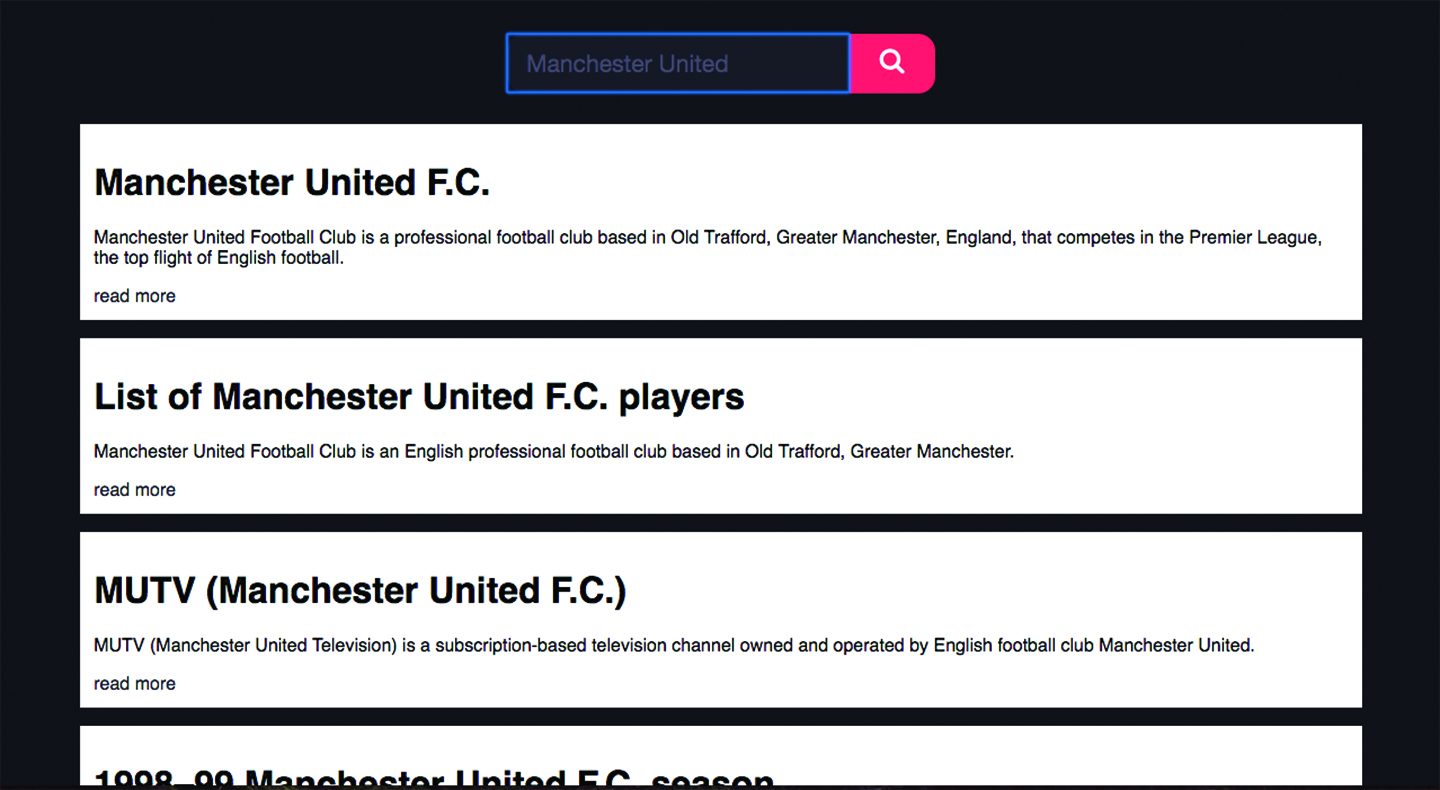 Manchester United
Manchester United F.C.
Manchester United Football Club is a professional football club based in Old Trafford, Greater Manchester, England, that competes in the Premier League,
the top flight of English football.
read more
List of Manchester United F.C. players
Manchester United Football Club is an English professional football club based in Old Trafford, Greater Manchester.
read more
MUTV (Manchester United F.C.)
MUTV (Manchester United Television) is a subscription-based television channel owned and operated by English football club Manchester United.
read more
1998–99 Manchester United F.C. season